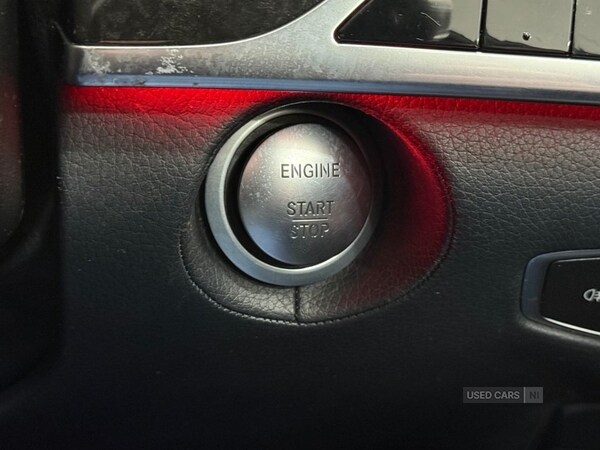 ENGINE
START
STOP
USED CARS NI